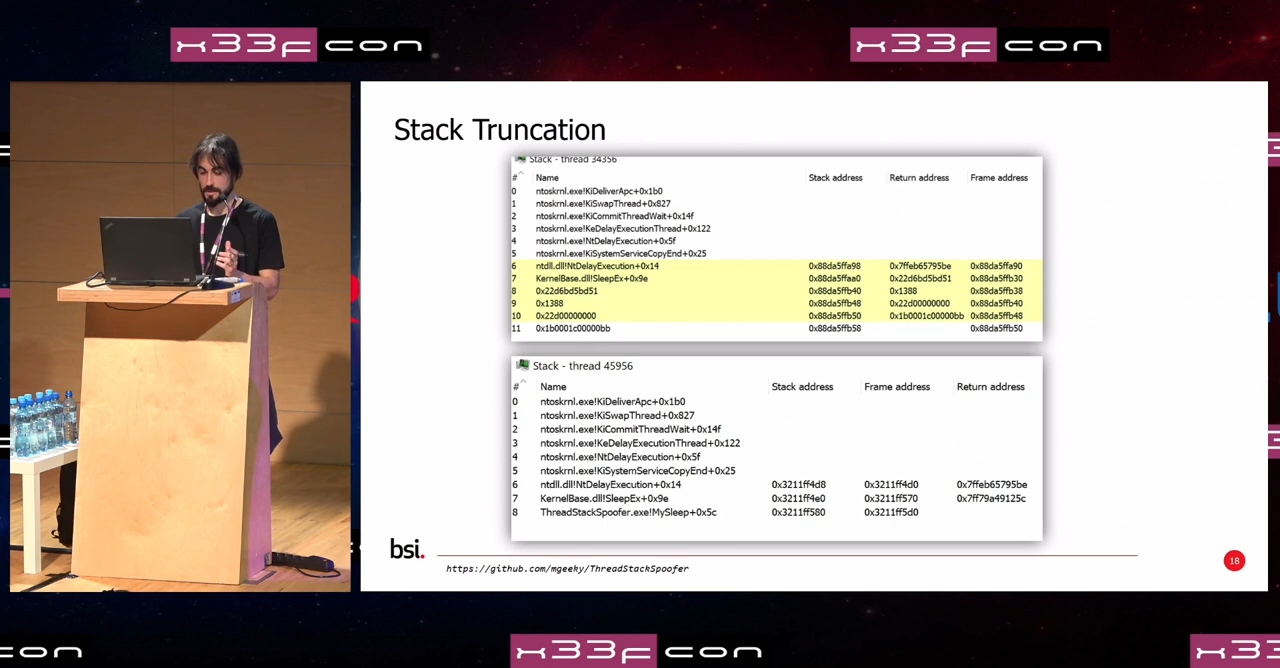 x33fcon
x33fcon
Stack Truncation
Stack - thread 34356
# Name Stack address Return address Frame address
0 ntoskrnl.exe!KiDeliverApc+0x1b0
1 ntoskrnl.exe!KiSwapThread+0x827
2 ntoskrnl.exe!KiCommitThreadWait+0x14f
3 ntoskrnl.exe!KeDelayExecutionThread+0x122
4 ntoskrnl.exe!NtDelayExecution+0x5f
5 ntoskrnl.exe!KiSystemServiceCopyEnd+0x25
6 ntdll.dll!NtDelayExecution+0x14 0x88da5ffa98 0x7ffeb65795be 0x88da5ffa90
7 KernelBase.dll!SleepEx+0x9e 0x88da5ffaa0 0x22d6bd5bd51 0x88da5ffb30
8 0x22d6bd5bd51 0x88da5ffb40 0x1388 0x88da5ffb38
9 0x1388 0x88da5ffb48 0x22d00000000 0x88da5ffb40
10 0x22d00000000 0x88da5ffb50 0x1b0001c00000bb 0x88da5ffb48
11 0x1b0001c00000bb 0x88da5ffb58 0x88da5ffb50
Stack - thread 45956
# Name Stack address Frame address Return address
0 ntoskrnl.exe!KiDeliverApc+0x1b0
1 ntoskrnl.exe!KiSwapThread+0x827
2 ntoskrnl.exe!KiCommitThreadWait+0x14f
3 ntoskrnl.exe!KeDelayExecutionThread+0x122
4 ntoskrnl.exe!NtDelayExecution+0x5f
5 ntoskrnl.exe!KiSystemServiceCopyEnd+0x25
6 ntdll.dll!NtDelayExecution+0x14 0x3211ff4d8 0x3211ff4d0 0x7ffeb65795be
7 KernelBase.dll!SleepEx+0x9e 0x3211ff4e0 0x3211ff570 0x7ff79a49125c
8 ThreadStackSpoofer.exe!MySleep+0x5c 0x3211ff580 0x3211ff5d0
bsi.
https://github.com/mgeeky/ThreadStackSpoofer
18
con
x33fcon
x33